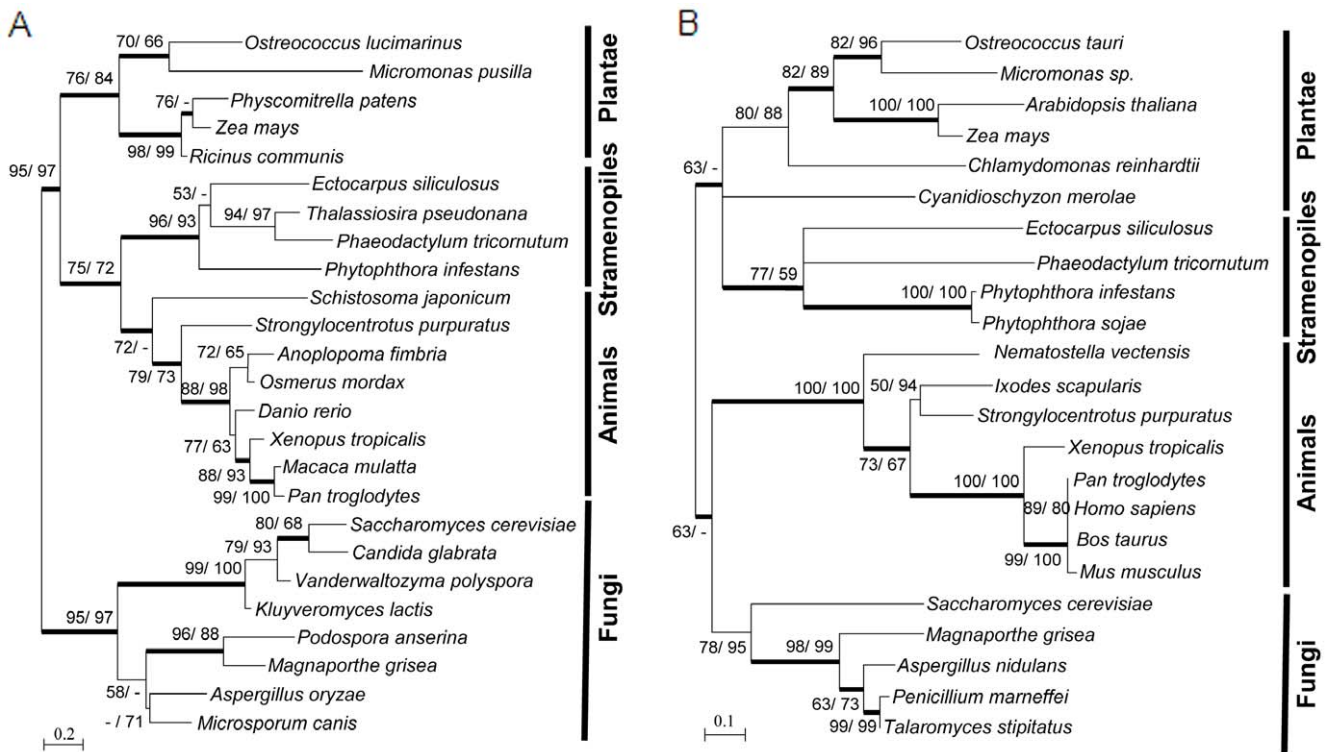 A
70/ 66
Ostreococcus lucimarinus
Micromonas pusilla
76/ 84
76/ -
Physcomitrella patens
Zea mays
98/ 99
Ricinus communis
Plantae
95/ 97
Ectocarpus siliculosus
53/ -
94/ 97
Thalassiosira pseudonana
96/ 93
Phaeodactylum tricornutum
Phytophthora infestans
Stramenopiles
75/ 72
Schistosoma japonicum
Strongylocentrotus purpuratus
72/ -
79/ 73
72/ 65
Anoplopoma fimbria
88/ 98
Osmerus mordax
Danio rerio
77/ 63
Xenopus tropicalis
88/ 93
Macaca mulatta
99/ 100
Pan troglodytes
Animals
80/ 68
Saccharomyces cerevisiae
79/ 93
Candida glabrata
99/ 100
Vanderwaltozyma polyspora
Kluyveromyces lactis
95/ 97
96/ 88
Podospora anserina
Magnaporthe grisea
58/ -
Aspergillus oryzae
- / 71
Microsporum canis
Fungi
0.2
B
82/ 96
Ostreococcus tauri
82/ 89
Micromonas sp.
100/ 100
Arabidopsis thaliana
80/ 88
Zea mays
Chlamydomonas reinhardtii
63/ -
Cyanidioschyzon merolae
Plantae
Ectocarpus siliculosus
77/ 59
Phaeodactylum tricornutum
100/ 100
Phytophthora infestans
Phytophthora sojae
Stramenopiles
Nematostella vectensis
100/ 100
50/ 94
Ixodes scapularis
Strongylocentrotus purpuratus
73/ 67
Xenopus tropicalis
100/ 100
Pan troglodytes
89/ 80
Homo sapiens
Bos taurus
99/ 100
Mus musculus
Animals
63/ -
Saccharomyces cerevisiae
78/ 95
98/ 99
Magnaporthe grisea
Aspergillus nidulans
63/ 73
Penicillium marneffei
99/ 99
Talaromyces stipitatus
Fungi
0.1